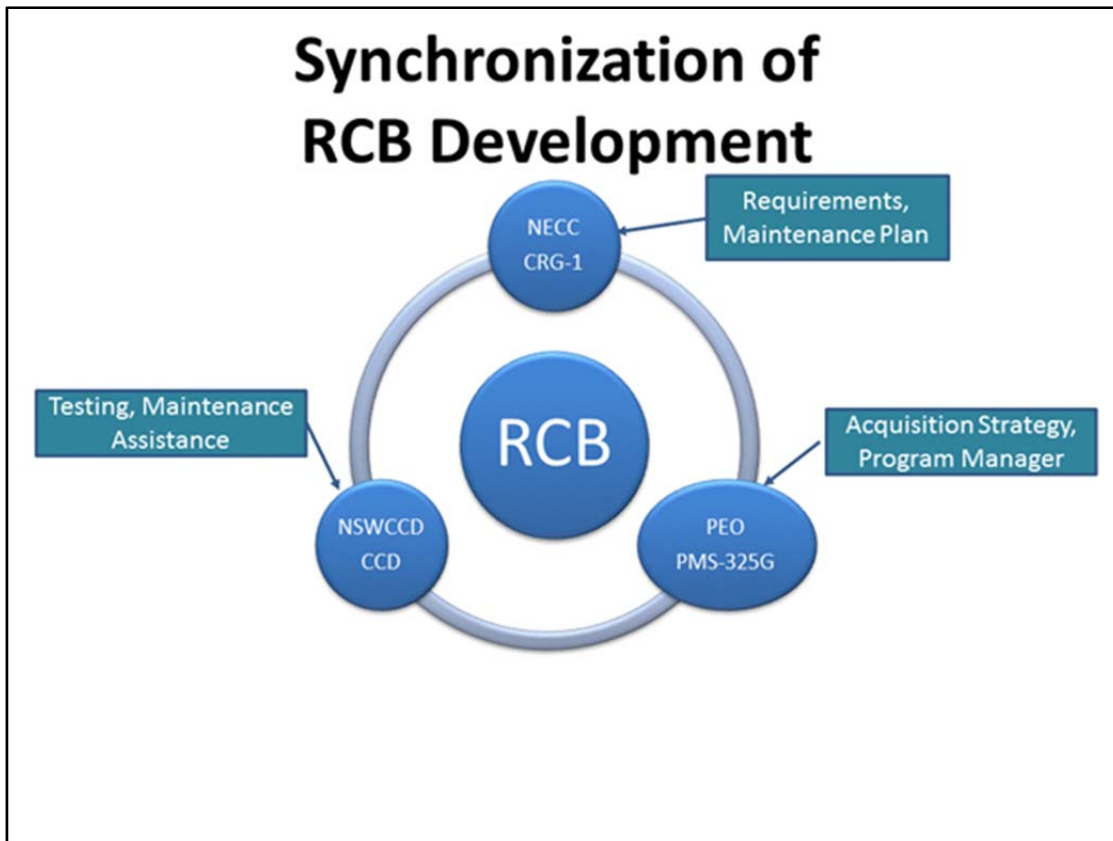 Synchronization of
RCB Development
NECC
CRG-1
Requirements,
Maintenance Plan
Testing, Maintenance
Assistance
RCB
Acquisition Strategy,
Program Manager
NSWCCD
CCD
PEO
PMS-325G